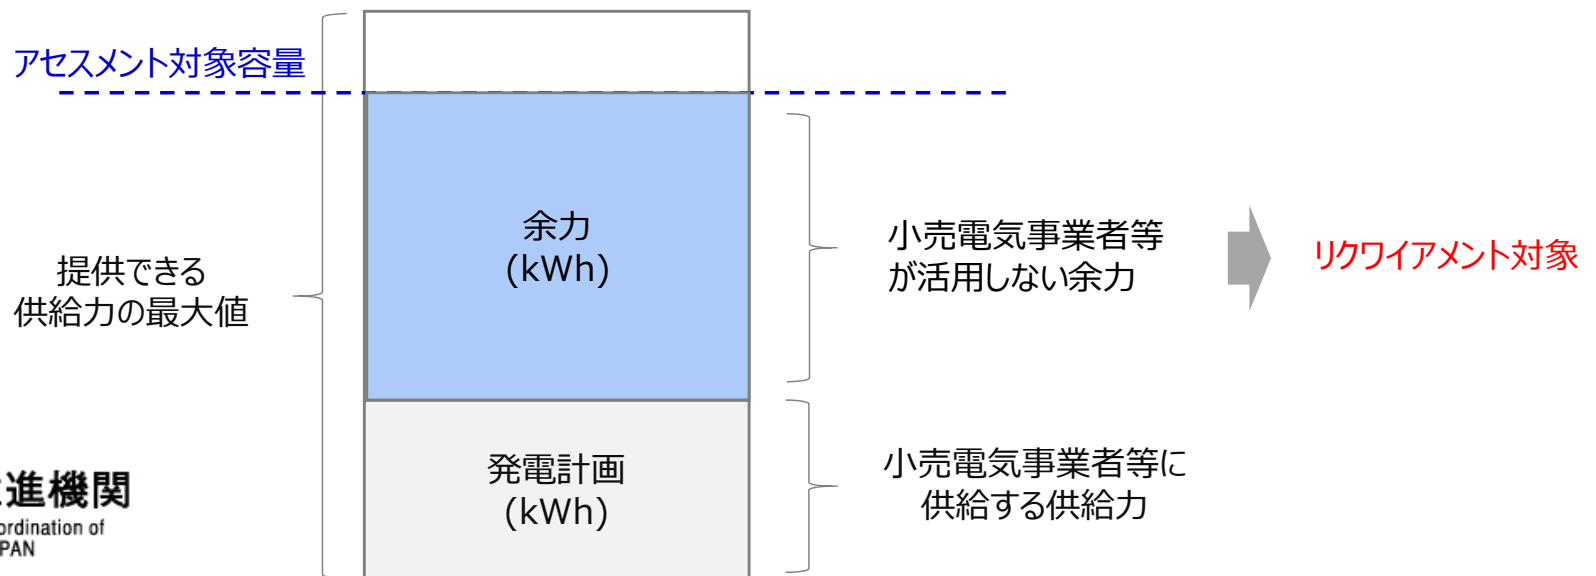 アセスメント対象容量
提供できる
供給力の最大値
余力
(kWh)
小売電気事業者等
が活用しない余力
リクワイアメント対象
発電計画
(kWh)
小売電気事業者等に
供給する供給力
進機関
ordination of
PAN